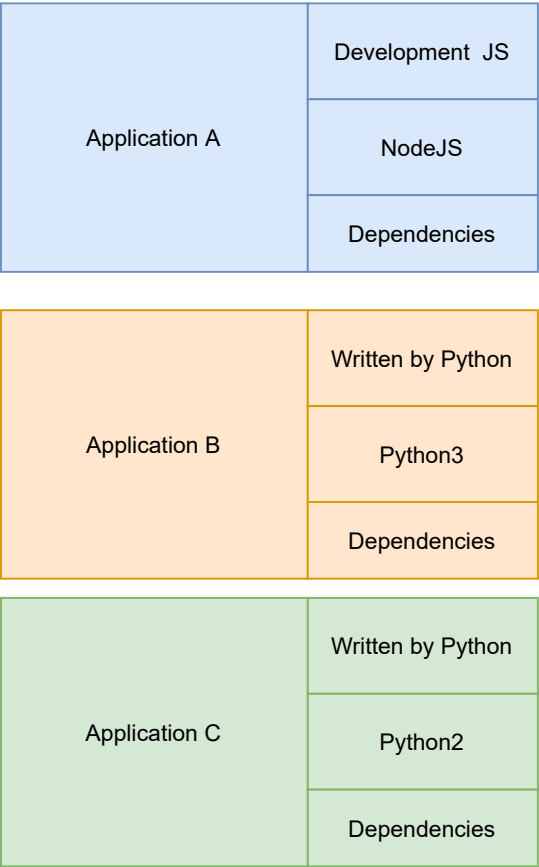 Application A
Development JS
NodeJS
Dependencies
Application B
Written by Python
Python3
Dependencies
Application C
Written by Python
Python2
Dependencies